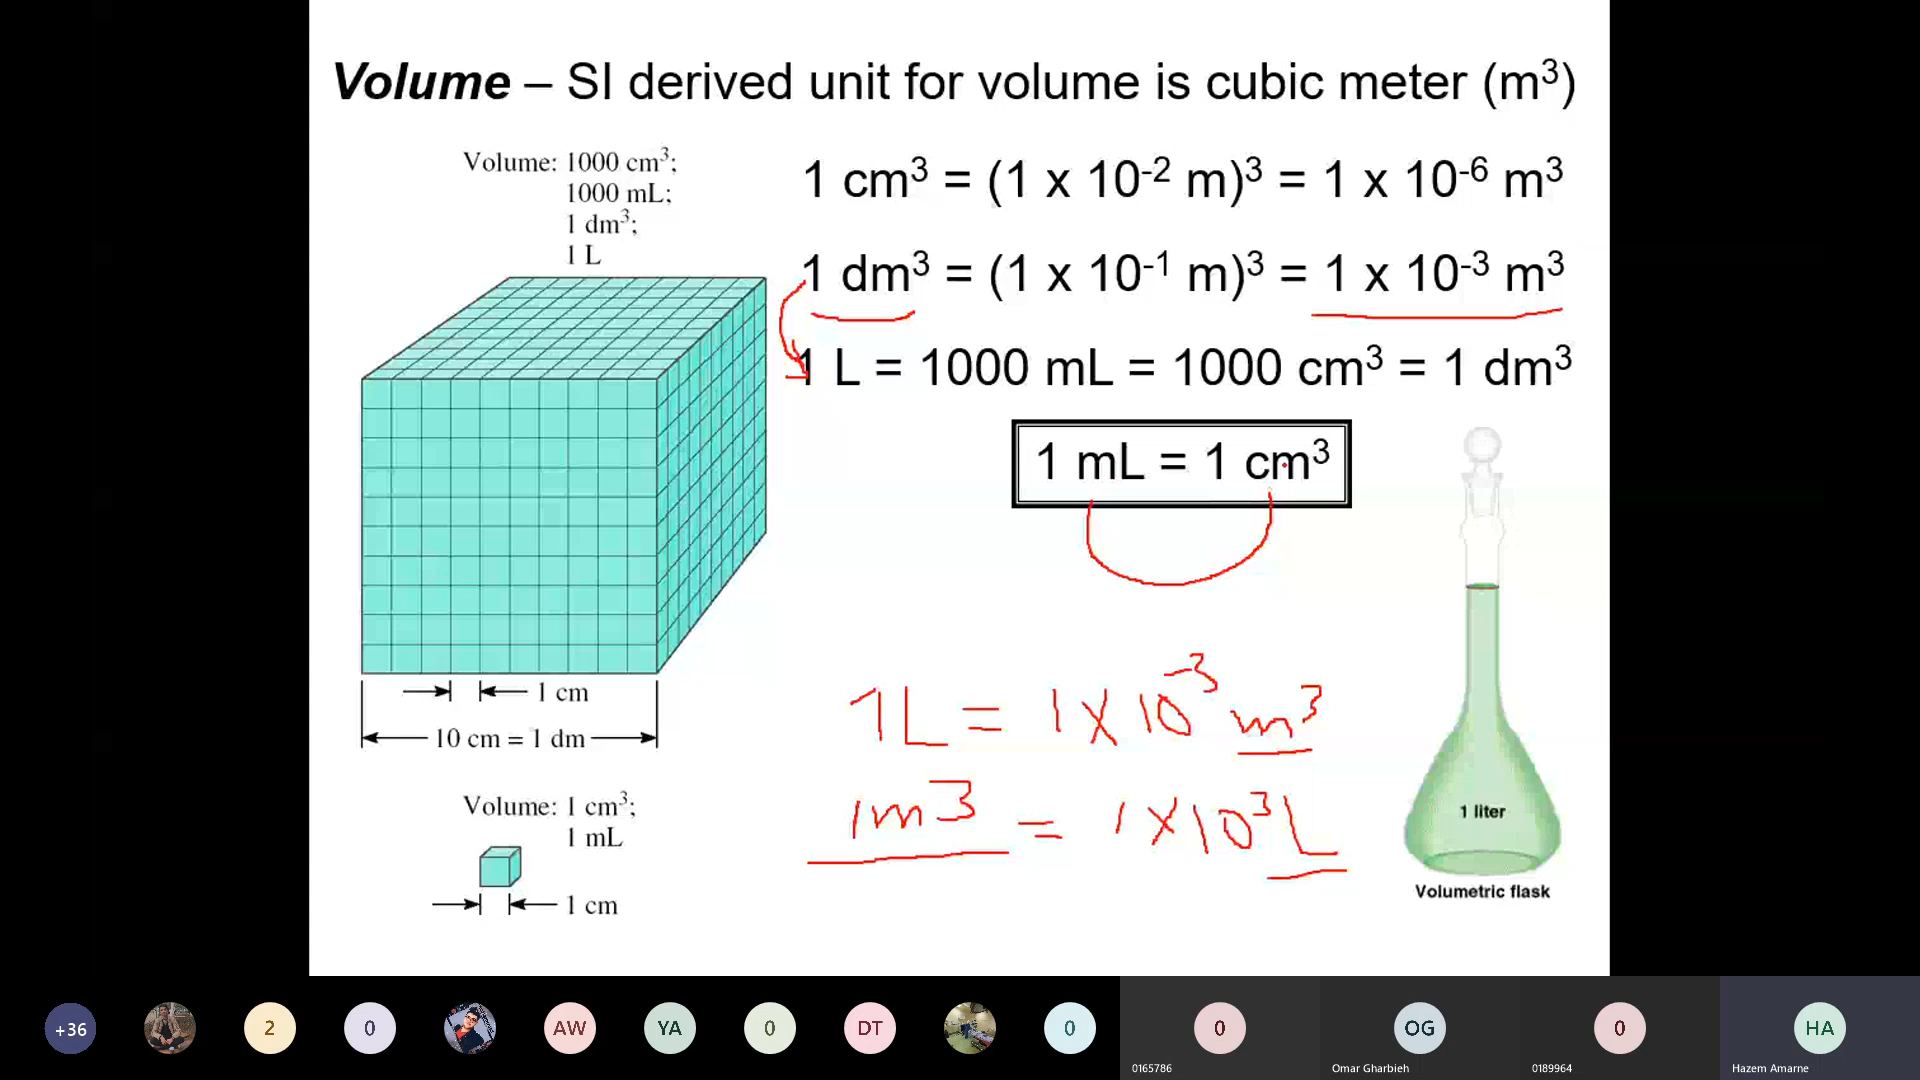 Volume – SI derived unit for volume is cubic meter (m³)
Volume: 1000 cm³;
1000 mL;
1 dm³;
1 L
1 cm³ = (1 x 10⁻² m)³ = 1 x 10⁻⁶ m³
1 dm³ = (1 x 10⁻¹ m)³ = 1 x 10⁻³ m³
1 L = 1000 mL = 1000 cm³ = 1 dm³
1 mL = 1 cm³
1 cm
10 cm = 1 dm
1L = 1 X 10⁻³ m³
1m³ = 1 X 10³ L
Volume: 1 cm³;
1 mL
1 cm
1 liter
Volumetric flask
+36
2
0
AW
YA
0
DT
0
0
OG
0
HA
0165786
Omar Gharbieh
0189964
Hazem Amarne